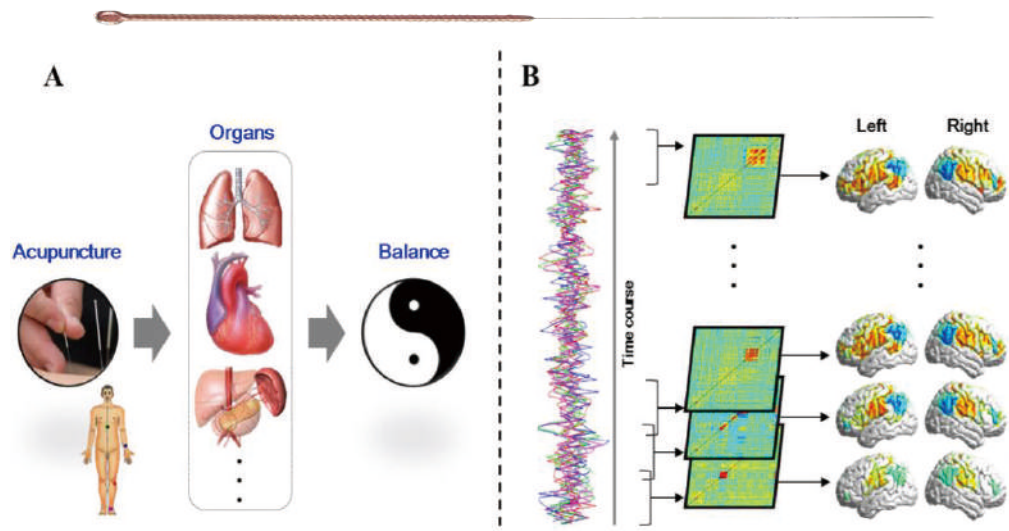 A
Organs
Acupuncture
Balance
B
Left
Right
Time course